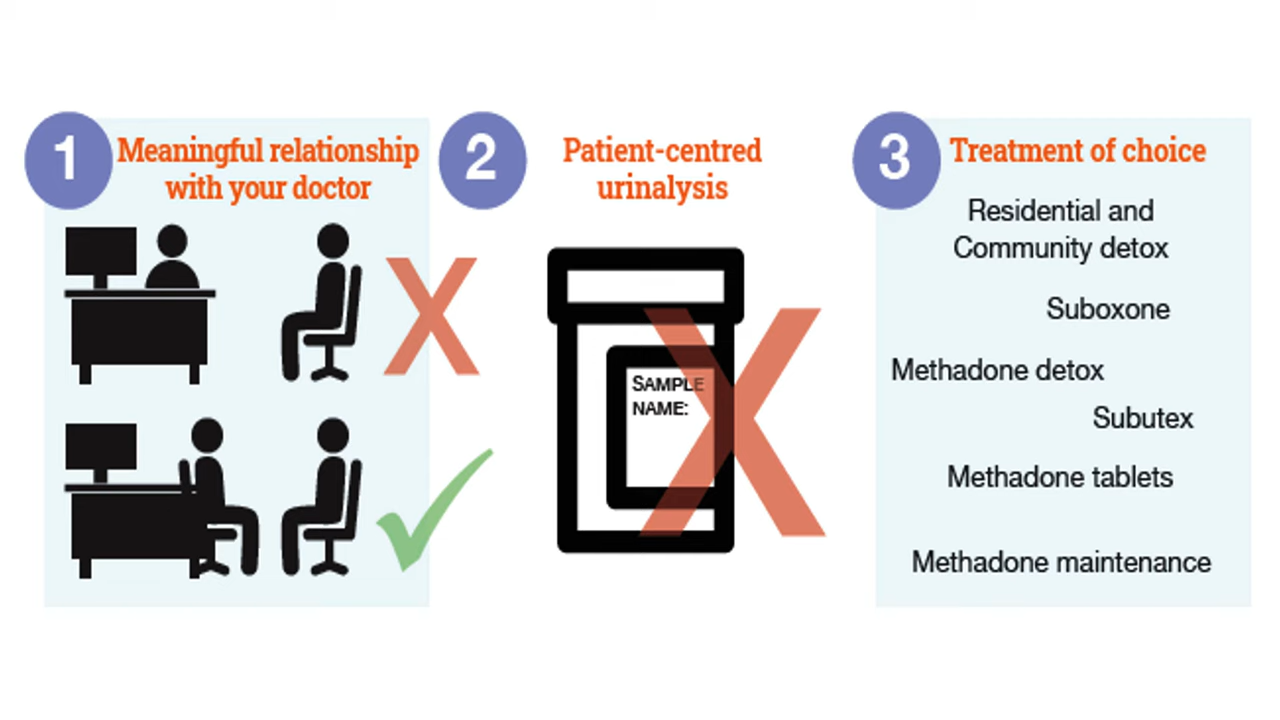 1
Meaningful relationship
with your doctor
X
2
Patient-centred
urinalysis
SAMPLE
NAME:
X
3
Treatment of choice
Residential and
Community detox
Suboxone
Methadone detox
Subutex
Methadone tablets
Methadone maintenance